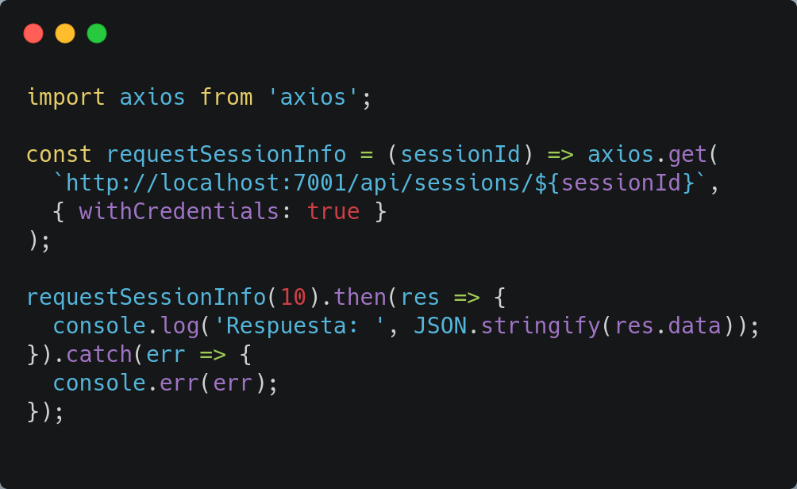 import axios from 'axios';
const requestSessionInfo = (sessionId) => axios.get(
  `http://localhost:7001/api/sessions/${sessionId}`,
  { withCredentials: true }
);
requestSessionInfo(10).then(res => {
  console.log('Respuesta: ', JSON.stringify(res.data));
}).catch(err => {
  console.err(err);
});